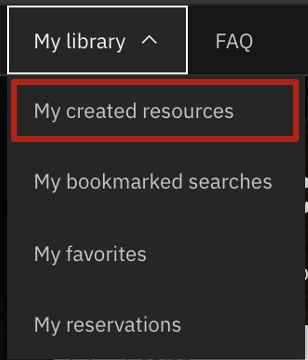 My library FAQ
My created resources
My bookmarked searches
My favorites
My reservations